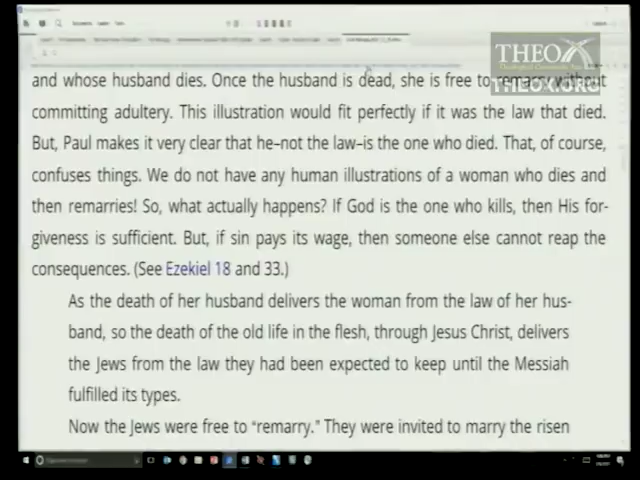 THEOX
THEOX.ORG
and whose husband dies. Once the husband is dead, she is free to remarry without
committing adultery. This illustration would fit perfectly if it was the law that died.
But, Paul makes it very clear that he–not the law–is the one who died. That, of course,
confuses things. We do not have any human illustrations of a woman who dies and
then remarries! So, what actually happens? If God is the one who kills, then His for-
giveness is sufficient. But, if sin pays its wage, then someone else cannot reap the
consequences. (See Ezekiel 18 and 33.)
As the death of her husband delivers the woman from the law of her hus-
band, so the death of the old life in the flesh, through Jesus Christ, delivers
the Jews from the law they had been expected to keep until the Messiah
fulfilled its types.
Now the Jews were free to “remarry.” They were invited to marry the risen